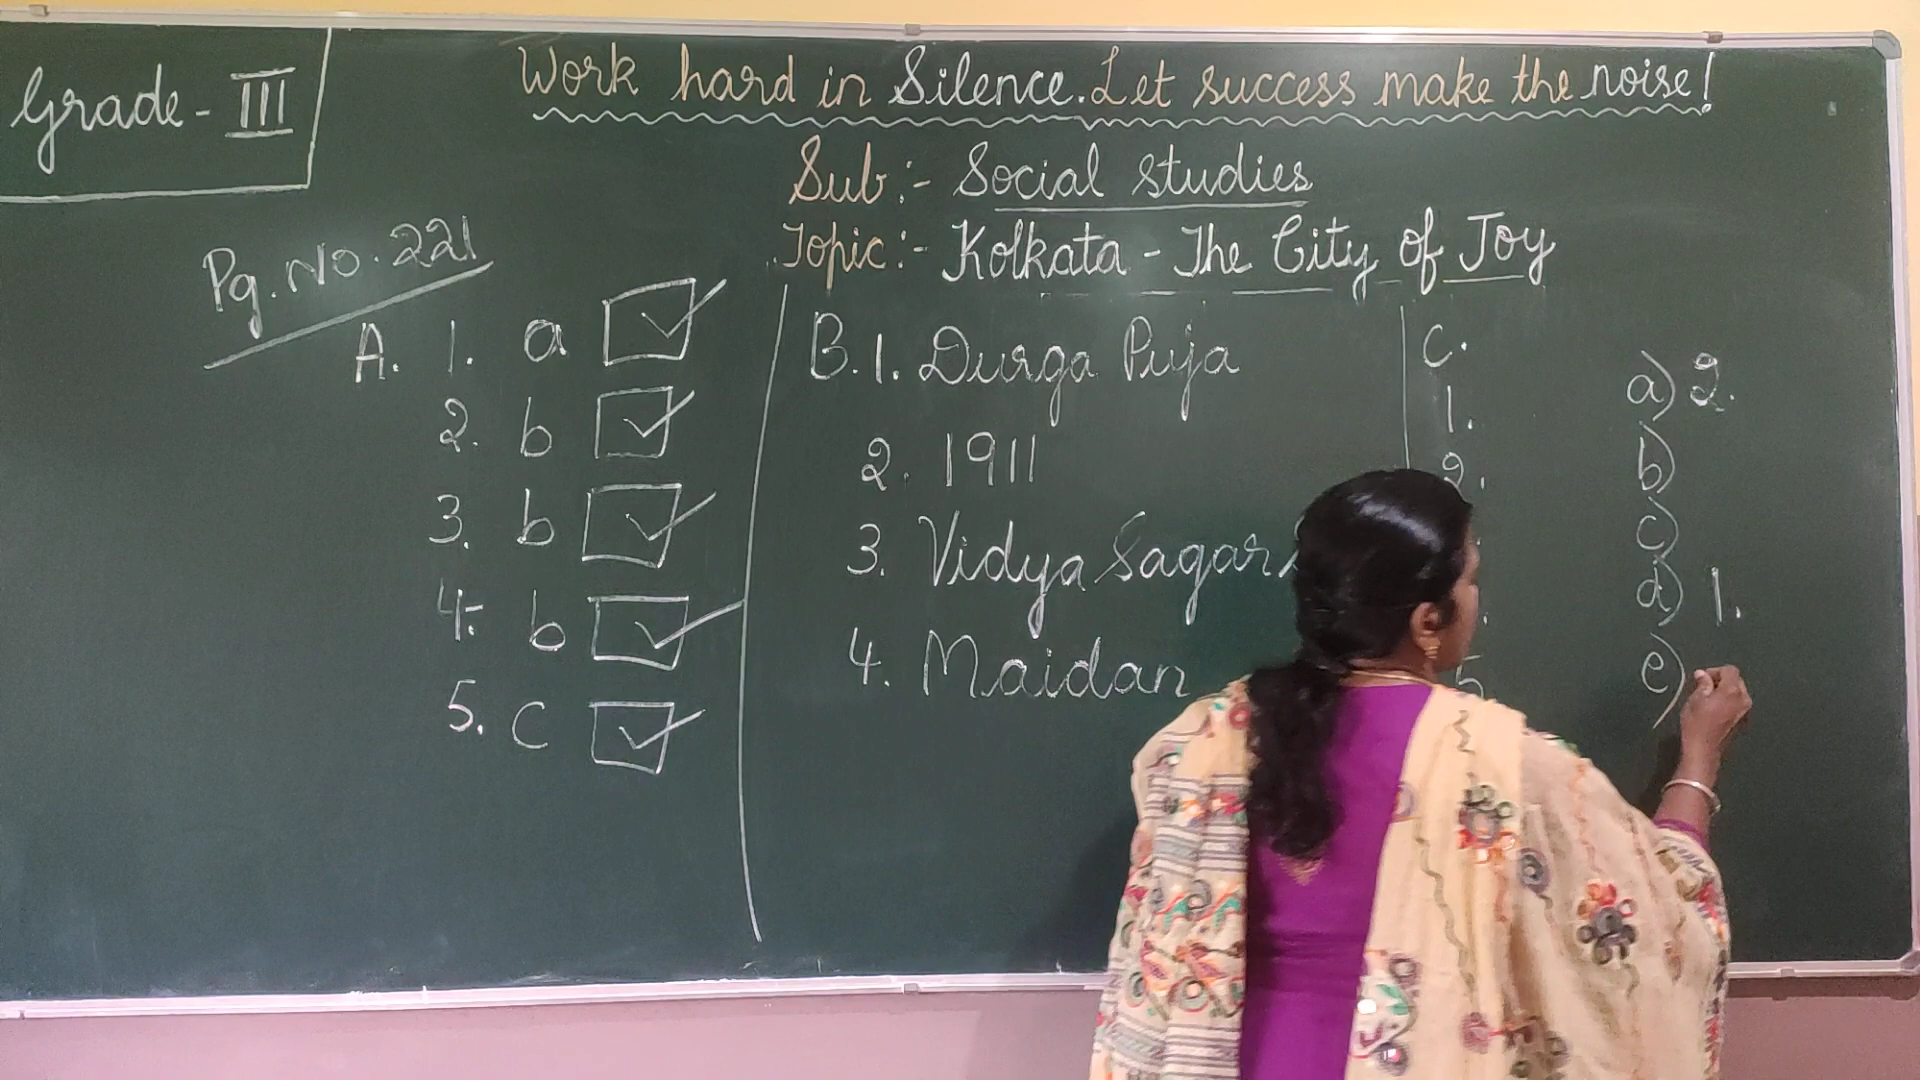 Grade - III
Work hard in Silence. Let success make the noise!
Sub:- Social studies
Topic:- Kolkata - The City of Joy
Pg. No. 221
A. 1. a
2. b
3. b
4. b
5. c
B. 1. Durga Puja
2. 1911
3. Vidya Sagar
4. Maidan
C.
1.
2.
5
a) 2.
b)
c)
d) 1.
e)